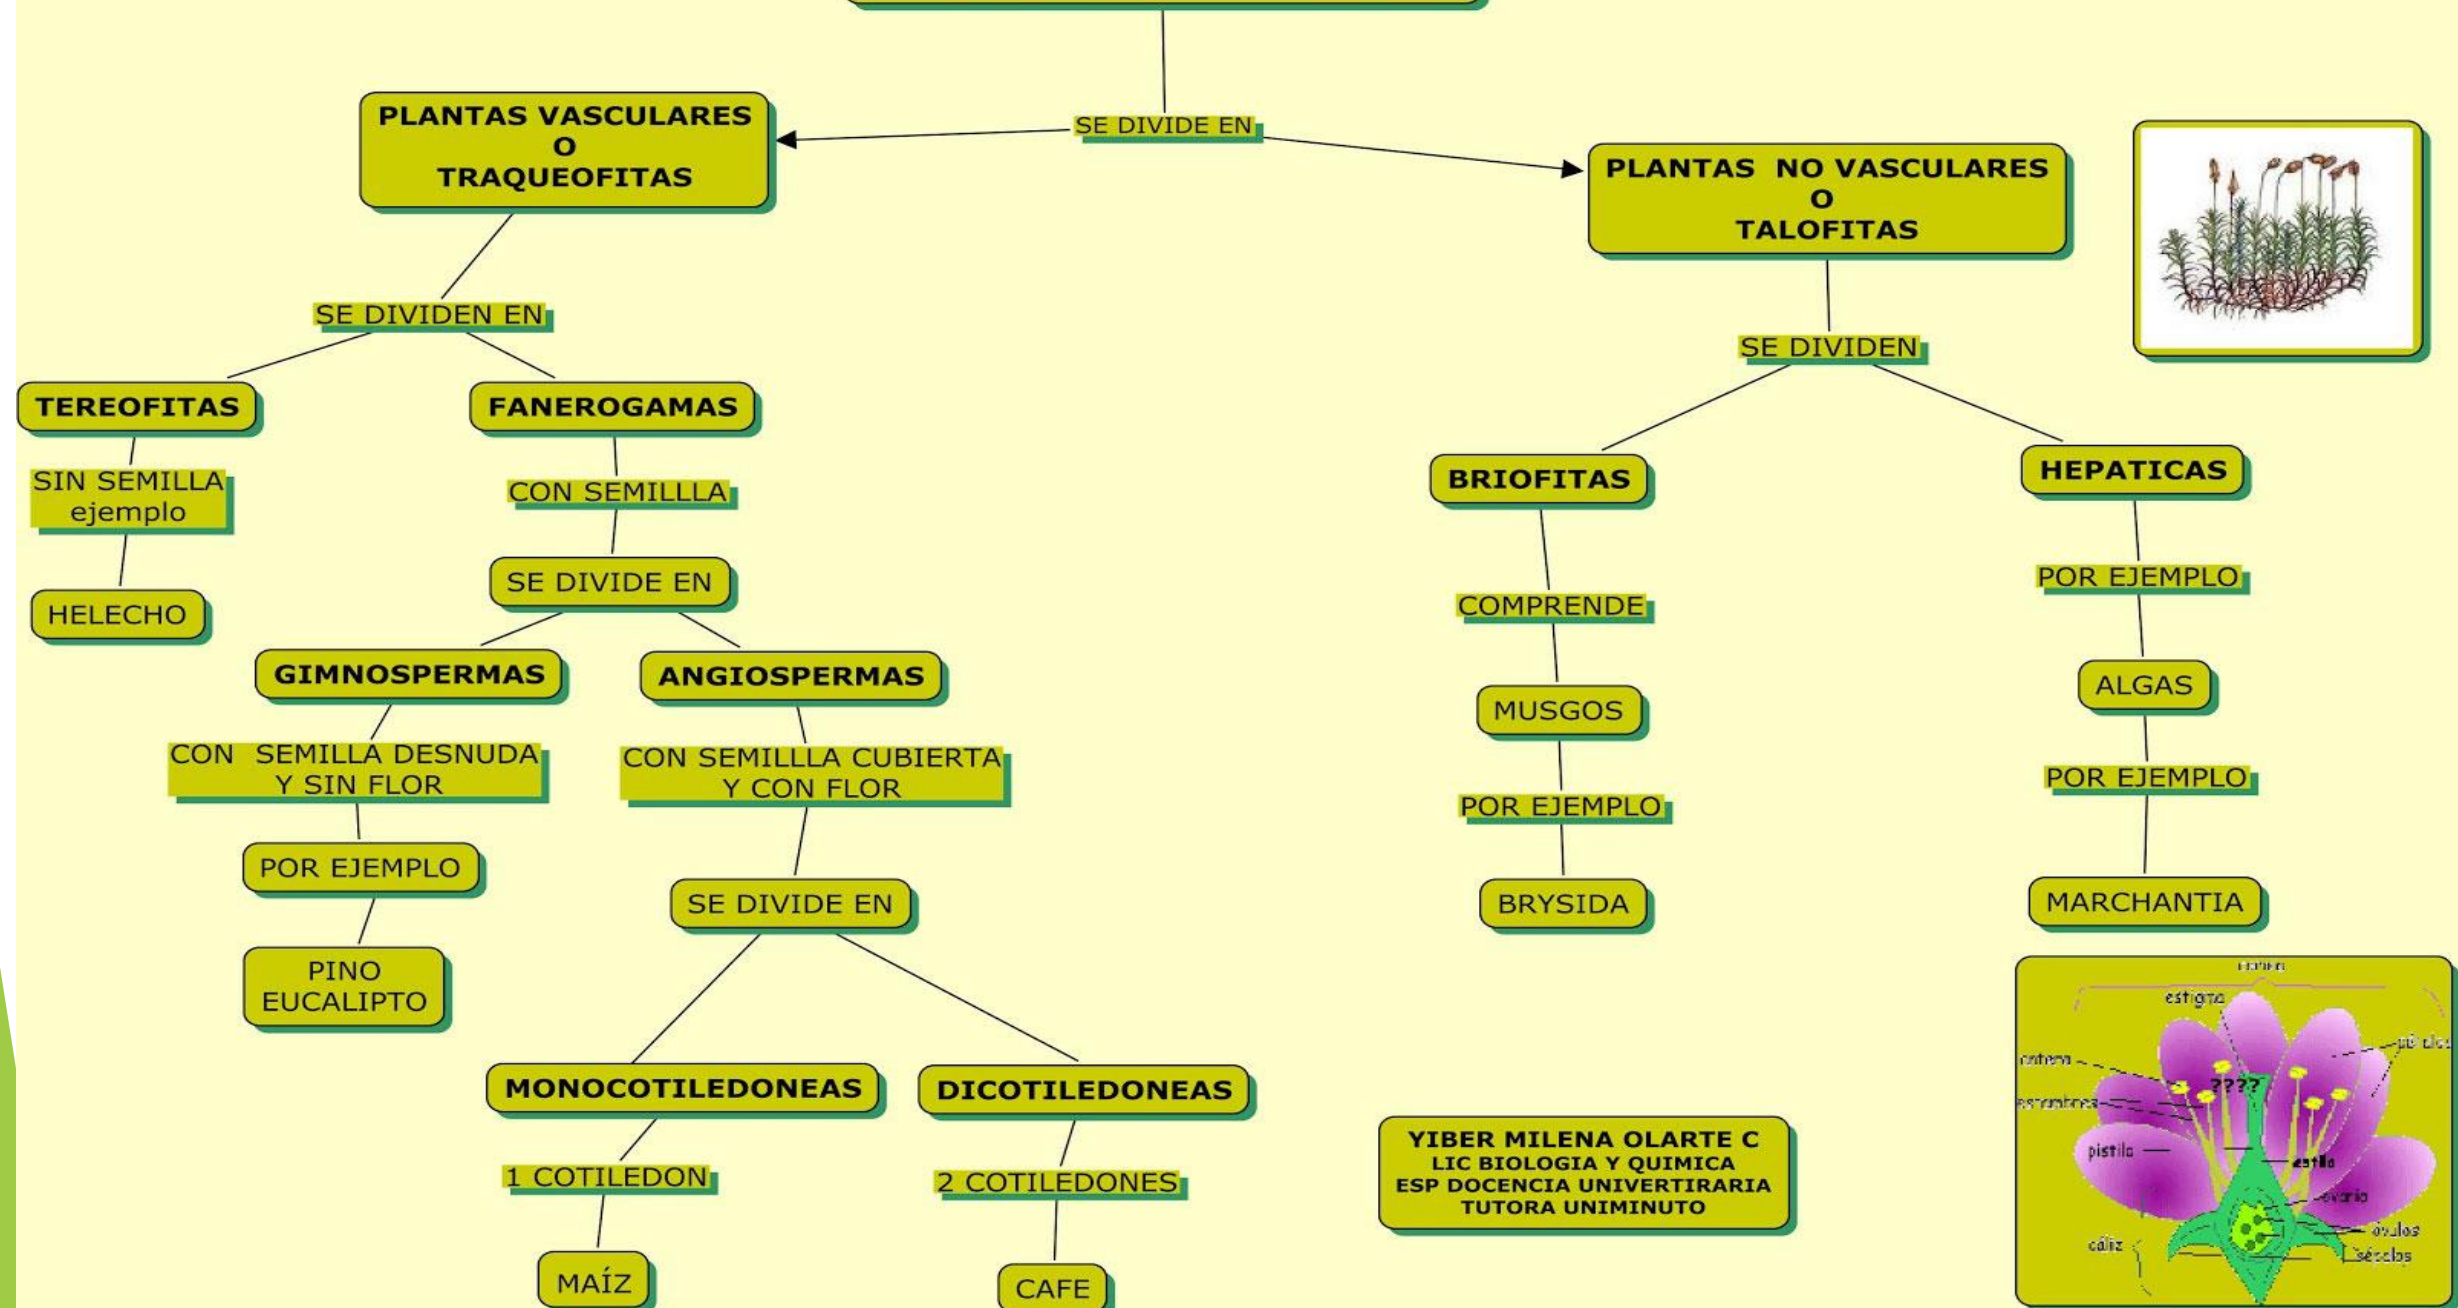 SE DIVIDE EN
PLANTAS VASCULARES
O
TRAQUEOFITAS
PLANTAS NO VASCULARES
O
TALOFITAS
SE DIVIDEN EN
SE DIVIDEN
TEREOFITAS
FANEROGAMAS
BRIOFITAS
HEPATICAS
SIN SEMILLA
ejemplo
CON SEMILLLA
HELECHO
SE DIVIDE EN
COMPRENDE
POR EJEMPLO
GIMNOSPERMAS
ANGIOSPERMAS
MUSGOS
ALGAS
CON SEMILLA DESNUDA
Y SIN FLOR
CON SEMILLLA CUBIERTA
Y CON FLOR
POR EJEMPLO
POR EJEMPLO
POR EJEMPLO
SE DIVIDE EN
BRYSIDA
MARCHANTIA
PINO
EUCALIPTO
MONOCOTILEDONEAS
DICOTILEDONEAS
1 COTILEDON
2 COTILEDONES
MAÍZ
CAFE
YIBER MILENA OLARTE C
LIC BIOLOGIA Y QUIMICA
ESP DOCENCIA UNIVERTIRARIA
TUTORA UNIMINUTO
estigma
antera
????
estambres
pistilo
estilo
ovario
óvulos
cáliz
sépalos